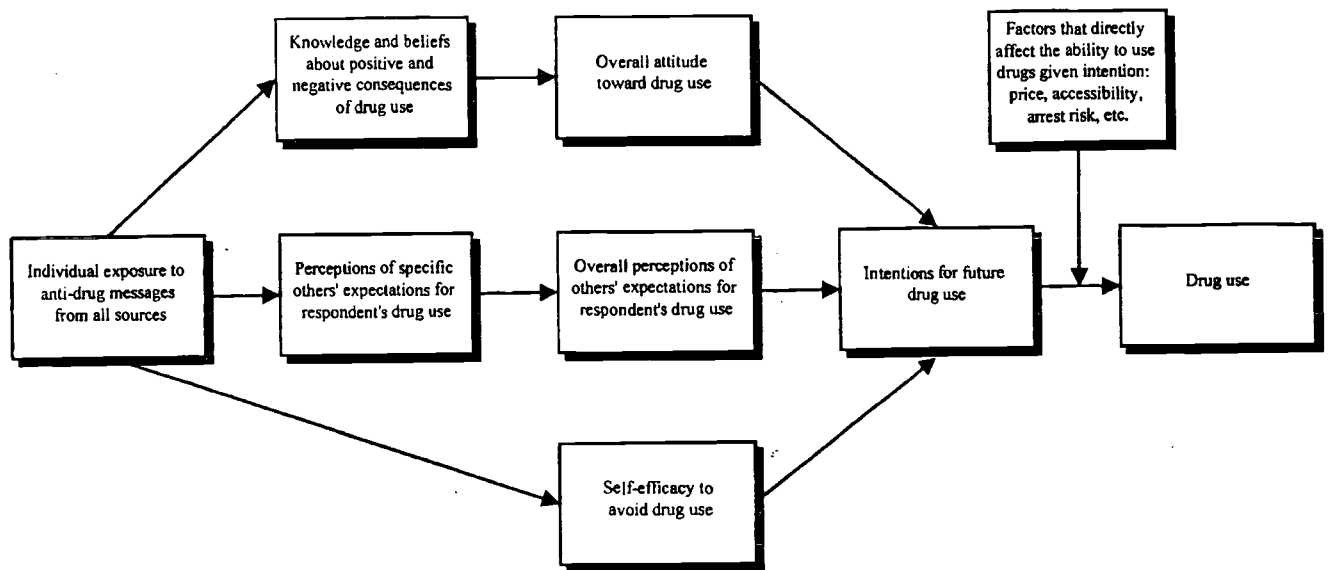 Knowledge and beliefs
about positive and
negative consequences
of drug use
Overall attitude
toward drug use
Factors that directly
affect the ability to use
drugs given intention:
price, accessibility,
arrest risk, etc.
Individual exposure to
anti-drug messages
from all sources
Perceptions of specific
others' expectations for
respondent's drug use
Overall perceptions of
others' expectations for
respondent's drug use
Intentions for future
drug use
Drug use
Self-efficacy to
avoid drug use